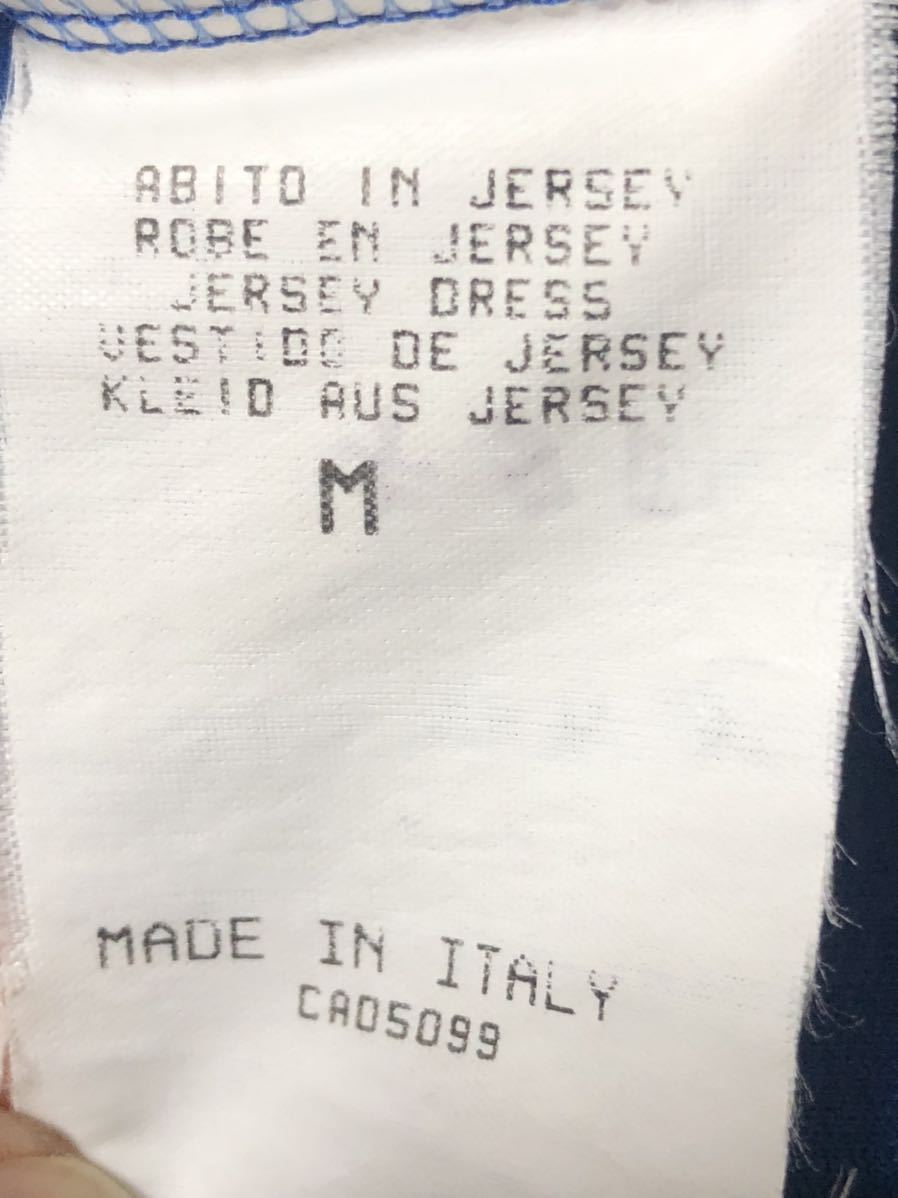 ABITO IN JERSEY
ROBE EN JERSEY
JERSEY DRESS
VESTIDO DE JERSEY
KLEID AUS JERSEY
M
MADE IN ITALY
CA05099